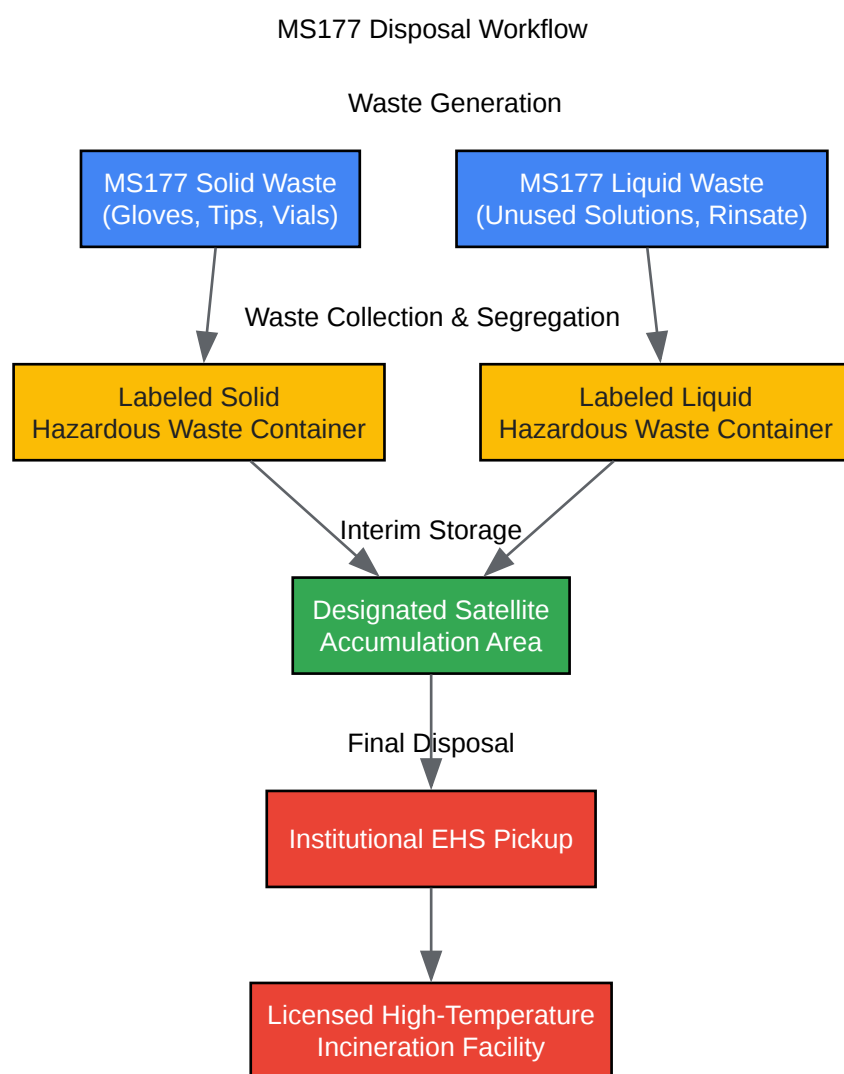 MS177 Disposal Workflow
Waste Generation
MS177 Solid Waste
(Gloves, Tips, Vials)
MS177 Liquid Waste
(Unused Solutions, Rinsate)
Waste Collection & Segregation
Labeled Solid
Hazardous Waste Container
Labeled Liquid
Hazardous Waste Container
Interim Storage
Designated Satellite
Accumulation Area
Final Disposal
Institutional EHS Pickup
Licensed High-Temperature
Incineration Facility